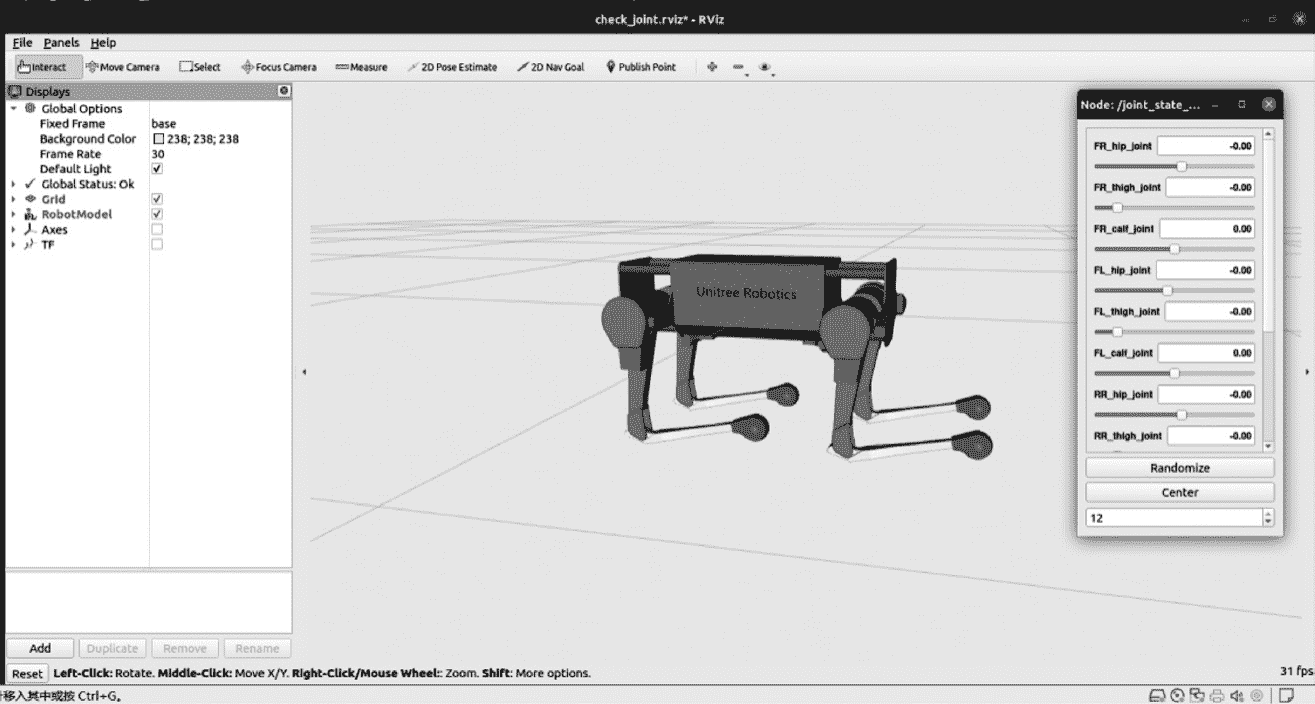 check_joint.rviz* - RViz
File Panels Help
Interact Move Camera Select Focus Camera Measure 2D Pose Estimate 2D Nav Goal Publish Point
Displays
Global Options
Fixed Frame base
Background Color 238; 238; 238
Frame Rate 30
Default Light
Global Status: Ok
Grid
RobotModel
Axes
TF
Unitree Robotics
Node: /joint_state_...
FR_hip_joint -0.00
FR_thigh_joint -0.00
FR_calf_joint 0.00
FL_hip_joint -0.00
FL_thigh_joint -0.00
FL_calf_joint 0.00
RR_hip_joint -0.00
RR_thigh_joint -0.00
Randomize
Center
12
Add Duplicate Remove Rename
Reset Left-Click: Rotate. Middle-Click: Move X/Y. Right-Click/Mouse Wheel:: Zoom. Shift: More options. 31 fps
移入其中或按 Ctrl+G。